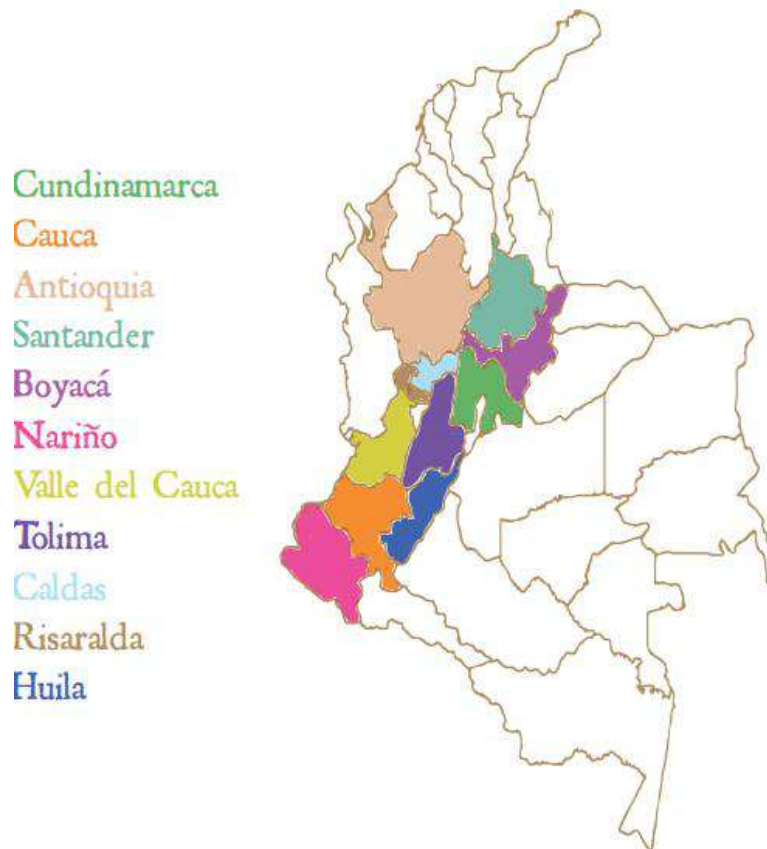 Cundinamarca
Cauca
Antioquia
Santander
Boyacá
Nariño
Valle del Cauca
Tolima
Caldas
Risaralda
Huila